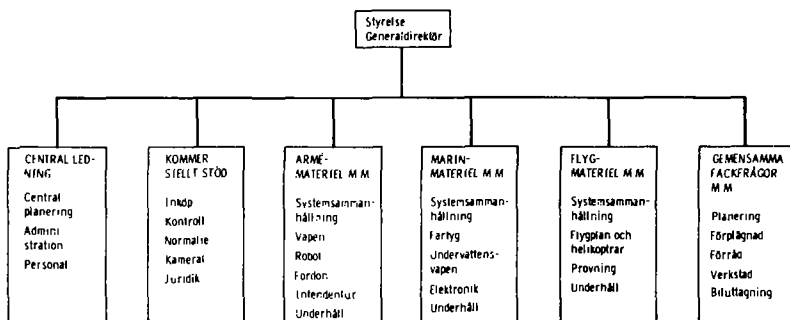 Styrelse
Generaldirektör
CENTRAL LED-
NING
Central
planering
Admini
stration
Personal
KOMMER
SIELLT STÖD
Inköp
Kontroll
Normalie
Kameral
Juridik
ARMÉ-
MATERIEL M M
Systemsamman-
hållning
Vapen
Robot
Fordon
Intendentur
Underhåll
MARIN-
MATERIEL M M
Systemsamman-
hållning
Fartyg
Undervattens-
vapen
Elektronik
Underhåll
FLYG-
MATERIEL M M
Systemsamman-
hållning
Flygplan och
helikoptrar
Provning
Underhåll
GEMENSAMMA
FACKFRÅGOR
M M
Planering
Förplägnad
Förråd
Verkstad
Biluttagning